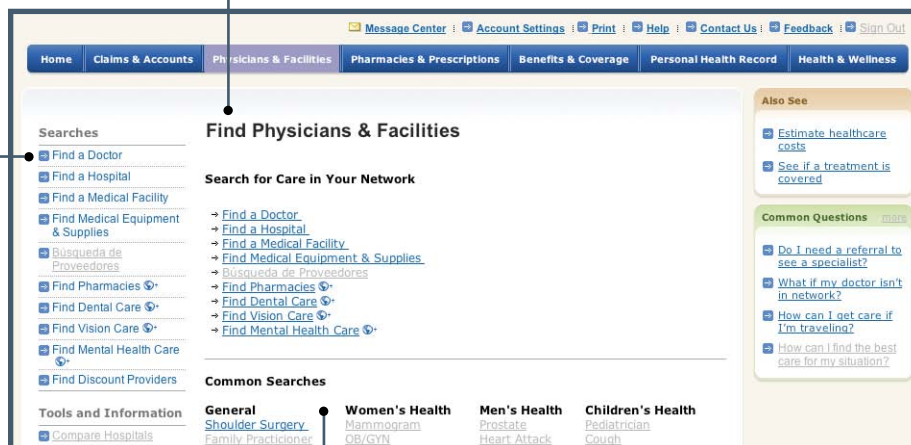 Message Center Account Settings Print Help Contact Us Feedback Sign Out
Home Claims & Accounts Physicians & Facilities Pharmacies & Prescriptions Benefits & Coverage Personal Health Record Health & Wellness
Searches
Find a Doctor
Find a Hospital
Find a Medical Facility
Find Medical Equipment
& Supplies
Búsqueda de
Proveedores
Find Pharmacies
Find Dental Care
Find Vision Care
Find Mental Health Care
Find Discount Providers
Tools and Information
Compare Hospitals
Find Physicians & Facilities
Search for Care in Your Network
→ Find a Doctor
→ Find a Hospital
→ Find a Medical Facility
→ Find Medical Equipment & Supplies
→ Búsqueda de Proveedores
→ Find Pharmacies
→ Find Dental Care
→ Find Vision Care
→ Find Mental Health Care
Common Searches
General
Shoulder Surgery
Family Practicioner
Women's Health
Mammogram
OB/GYN
Men's Health
Prostate
Heart Attack
Children's Health
Pediatrician
Cough
Also See
Estimate healthcare
costs
See if a treatment is
covered
Common Questions more
Do I need a referral to
see a specialist?
What if my doctor isn't
in network?
How can I get care if
I'm traveling?
How can I find the best
care for my situation?